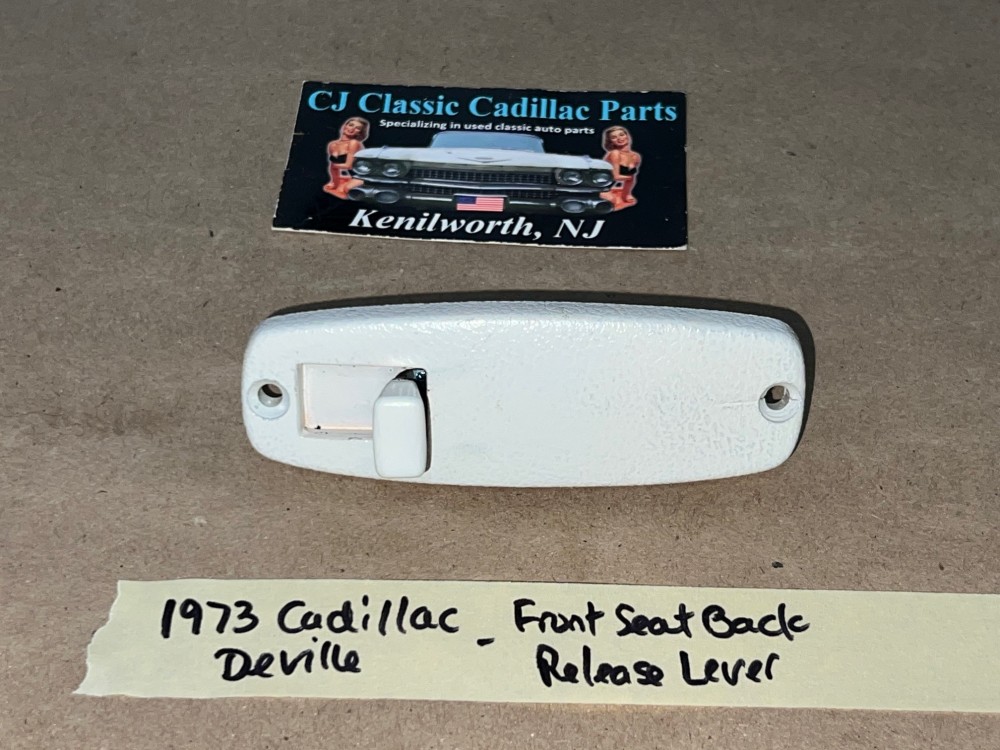 CJ Classic Cadillac Parts
Specializing in used classic auto parts
Kenilworth, NJ
1973 Cadillac - Front Seat Back
Deville Release Lever